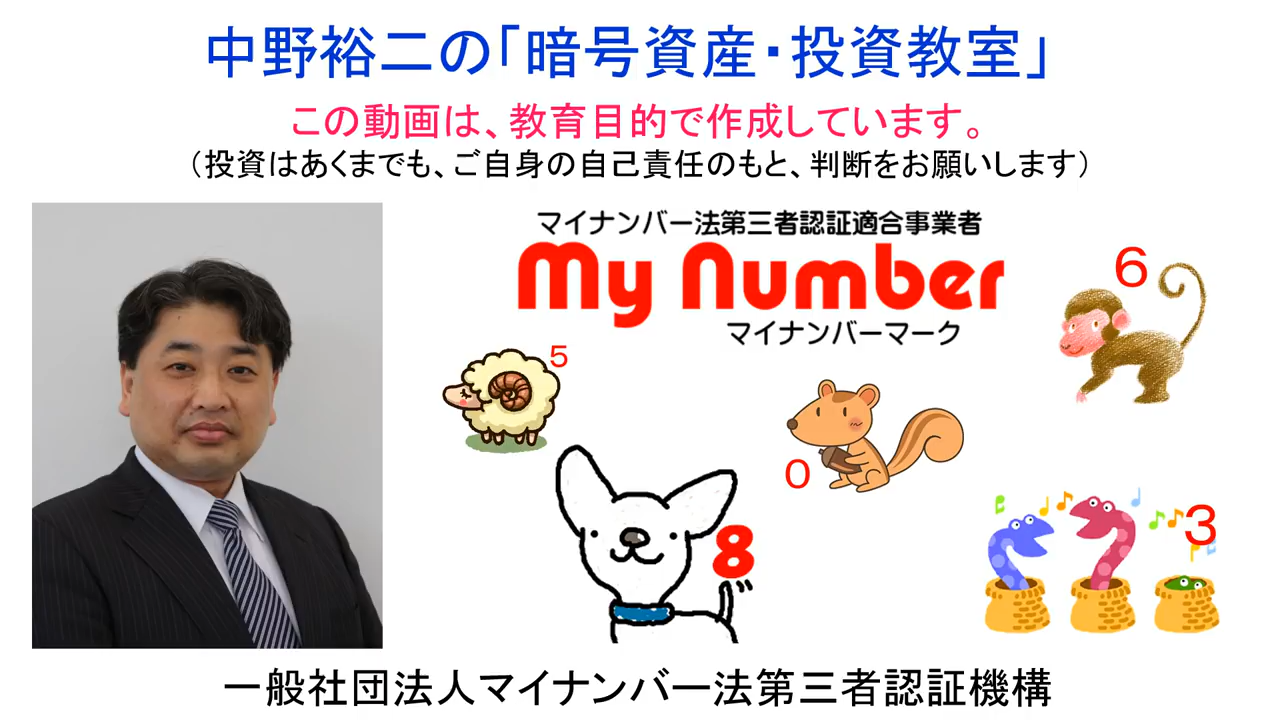 中野裕二の「暗号資産・投資教室」
この動画は、教育目的で作成しています。
（投資はあくまでも、ご自身の自己責任のもと、判断をお願いします）
マイナンバー法第三者認証適合事業者
My Number
マイナンバーマーク
6
5
0
8
3
一般社団法人マイナンバー法第三者認証機構